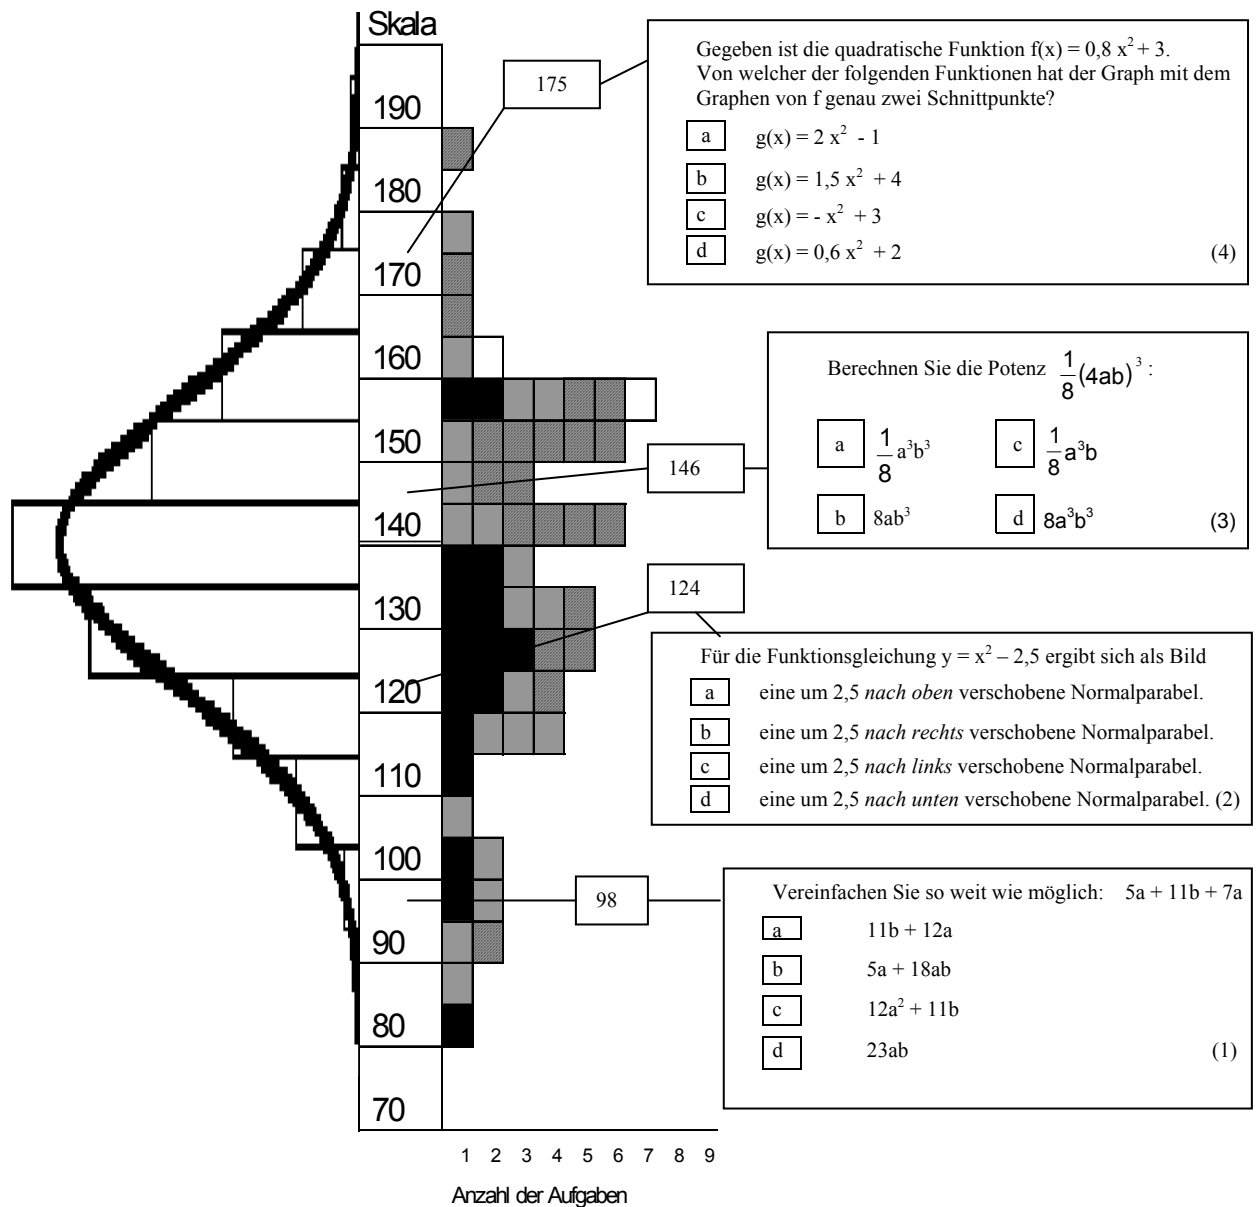 Skala
190
180
170
160
150
140
130
120
110
100
90
80
70
1 2 3 4 5 6 7 8 9
Anzahl der Aufgaben
175
Gegeben ist die quadratische Funktion f(x) = 0,8 x² + 3.
Von welcher der folgenden Funktionen hat der Graph mit dem
Graphen von f genau zwei Schnittpunkte?
a g(x) = 2 x² - 1
b g(x) = 1,5 x² + 4
c g(x) = - x² + 3
d g(x) = 0,6 x² + 2 (4)
146
Berechnen Sie die Potenz 1/8 (4ab)³ :
a 1/8 a³b³ c 1/8 a³b
b 8ab³ d 8a³b³ (3)
124
Für die Funktionsgleichung y = x² – 2,5 ergibt sich als Bild
a eine um 2,5 nach oben verschobene Normalparabel.
b eine um 2,5 nach rechts verschobene Normalparabel.
c eine um 2,5 nach links verschobene Normalparabel.
d eine um 2,5 nach unten verschobene Normalparabel. (2)
98
Vereinfachen Sie so weit wie möglich: 5a + 11b + 7a
a 11b + 12a
b 5a + 18ab
c 12a² + 11b
d 23ab (1)